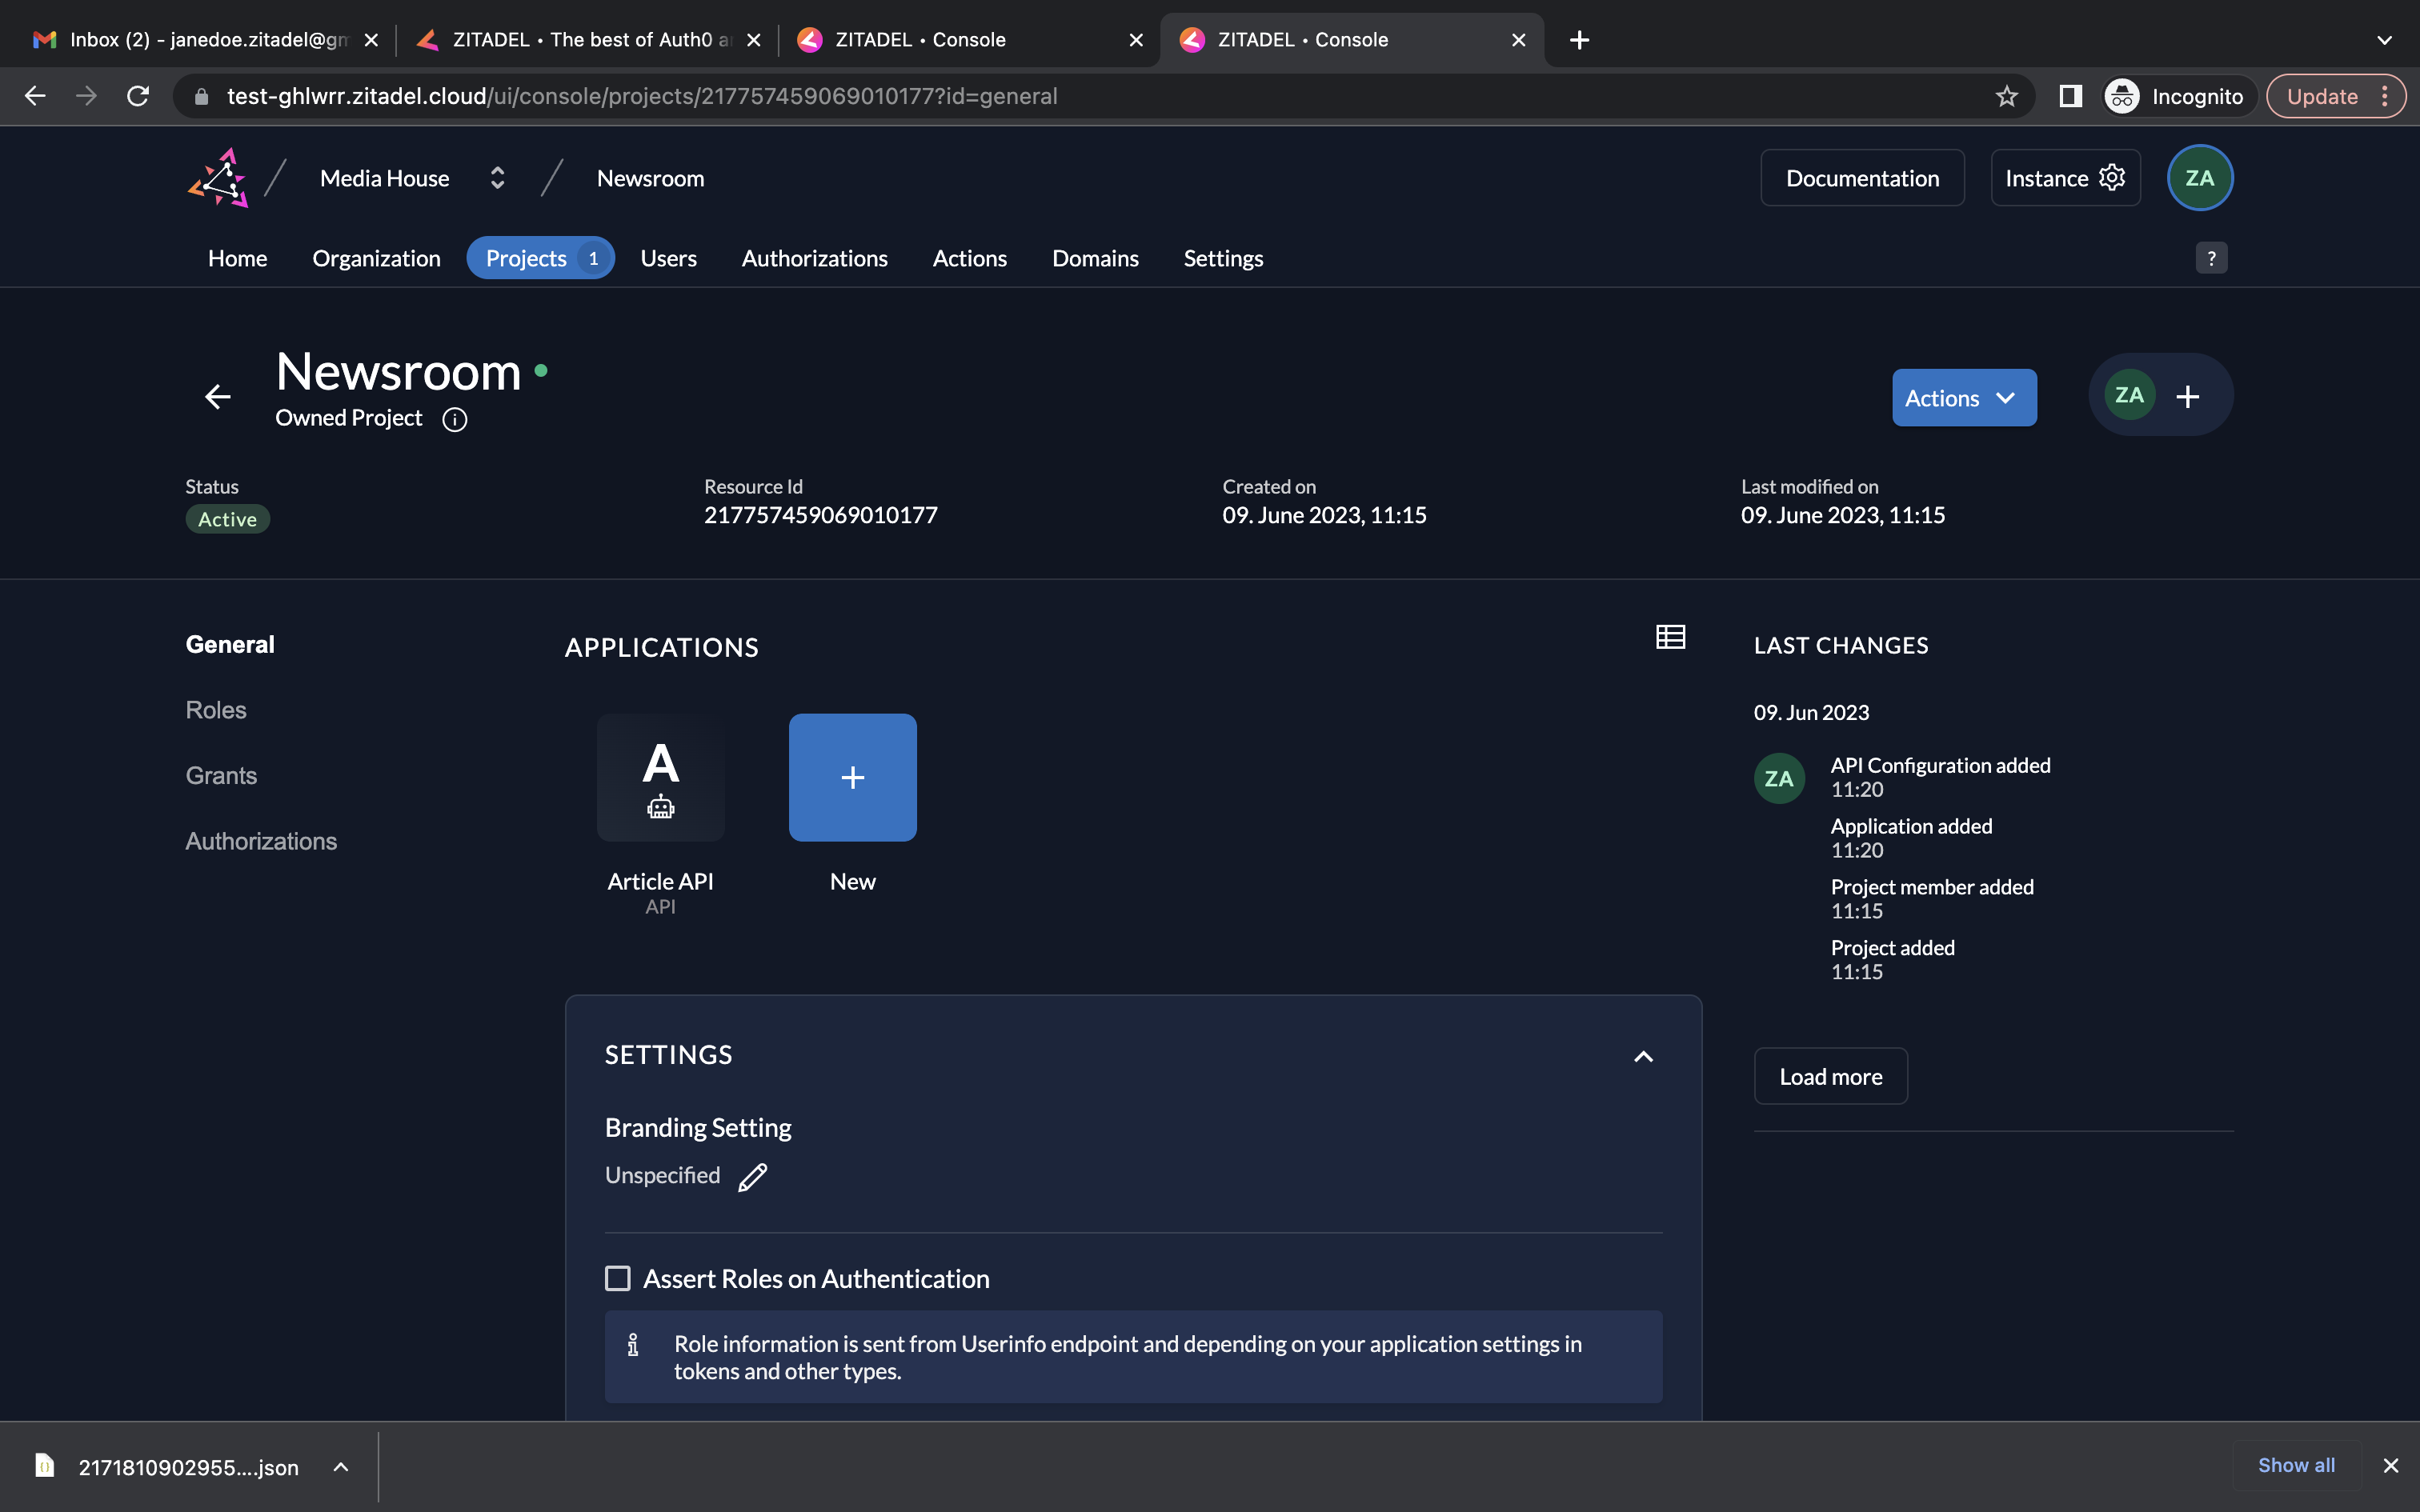 Inbox (2) - janedoe.zitadel@gm
ZITADEL • The best of Auth0 a
ZITADEL • Console
ZITADEL • Console
test-ghlwrr.zitadel.cloud/ui/console/projects/217757459069010177?id=general
Incognito
Update
Media House
Newsroom
Documentation
Instance
ZA
Home
Organization
Projects 1
Users
Authorizations
Actions
Domains
Settings
?
Newsroom
Owned Project
Actions
ZA
Status
Active
Resource Id
217757459069010177
Created on
09. June 2023, 11:15
Last modified on
09. June 2023, 11:15
General
Roles
Grants
Authorizations
APPLICATIONS
A
Article API
API
New
SETTINGS
Branding Setting
Unspecified
Assert Roles on Authentication
Role information is sent from Userinfo endpoint and depending on your application settings in
tokens and other types.
LAST CHANGES
09. Jun 2023
ZA
API Configuration added
11:20
Application added
11:20
Project member added
11:15
Project added
11:15
Load more
2171810902955....json
Show all